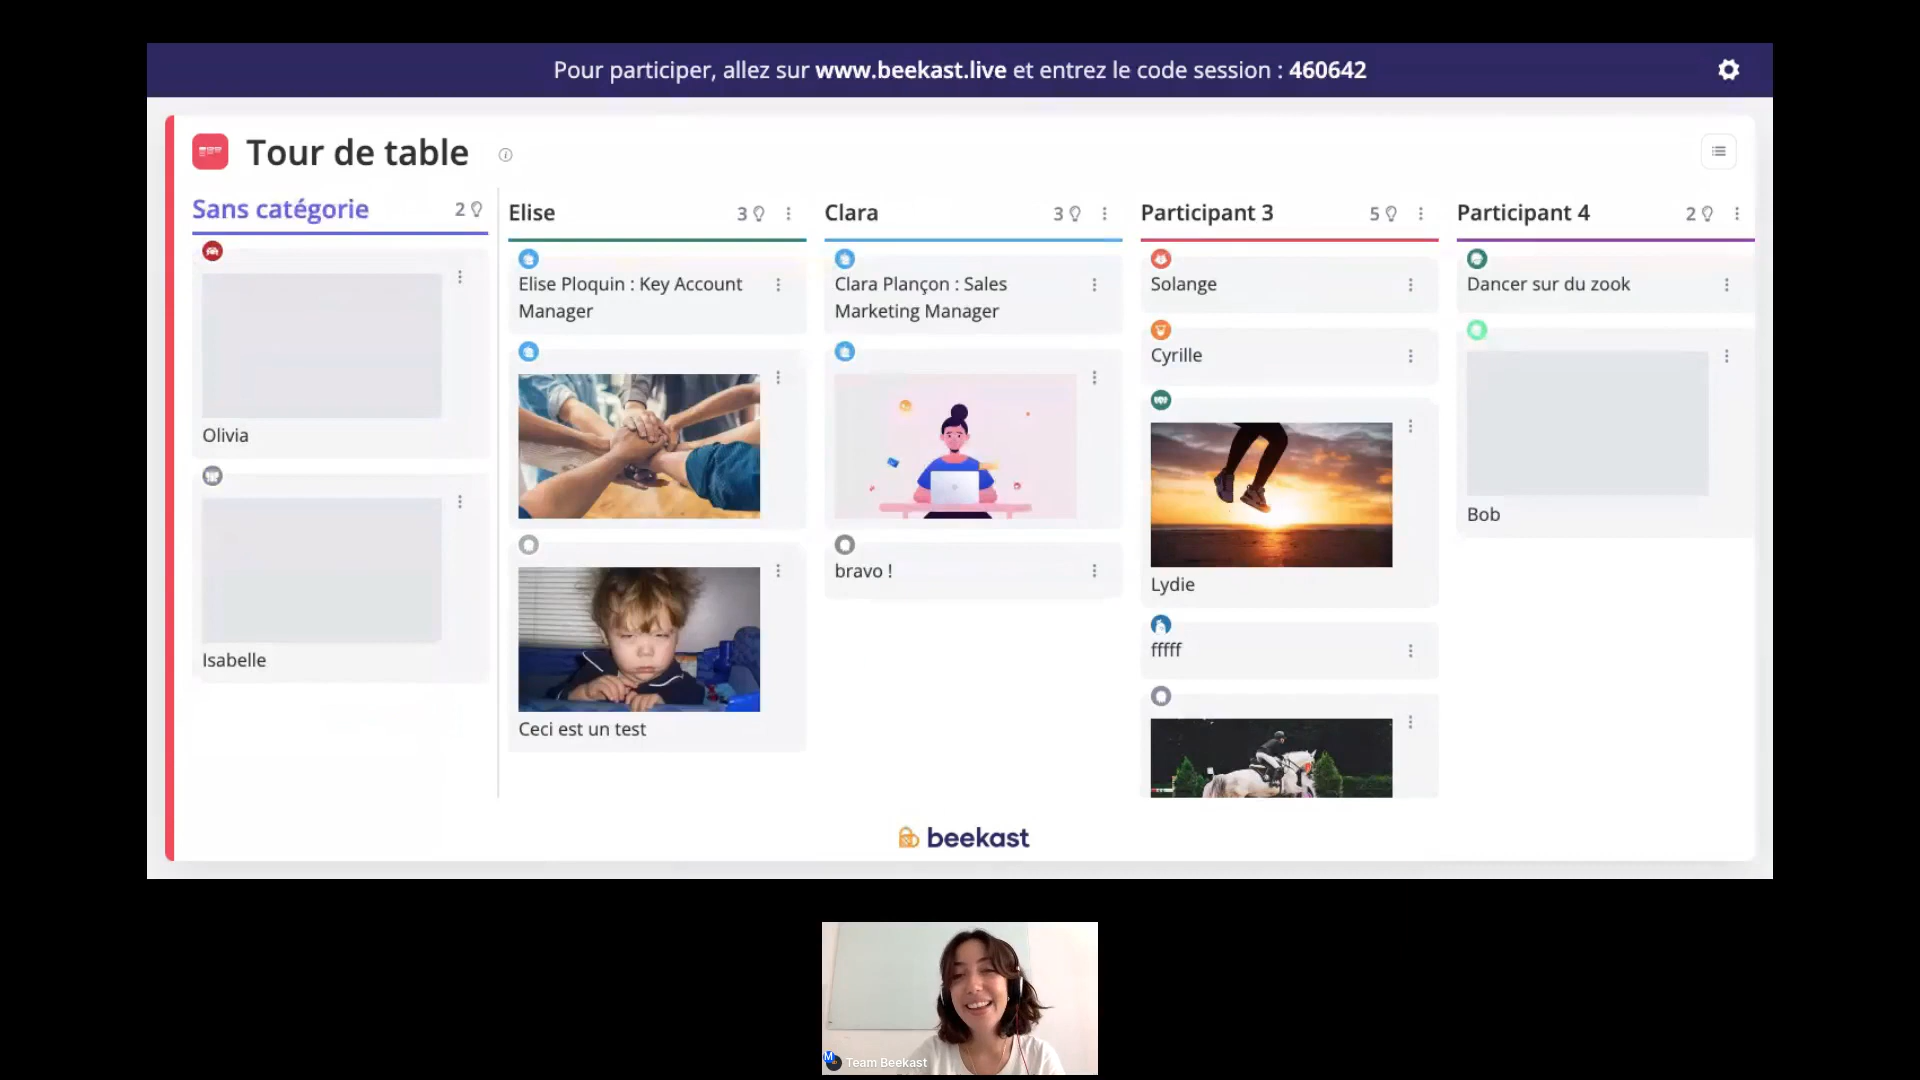 Pour participer, allez sur www.beekast.live et entrez le code session : 460642
Tour de table
Sans catégorie 2
Olivia
Isabelle
Elise 3
Elise Ploquin : Key Account
Manager
Ceci est un test
Clara 3
Clara Plançon : Sales
Marketing Manager
bravo !
Participant 3 5
Solange
Cyrille
Lydie
fffff
Participant 4 2
Dancer sur du zook
Bob
beekast
M
Team Beekast